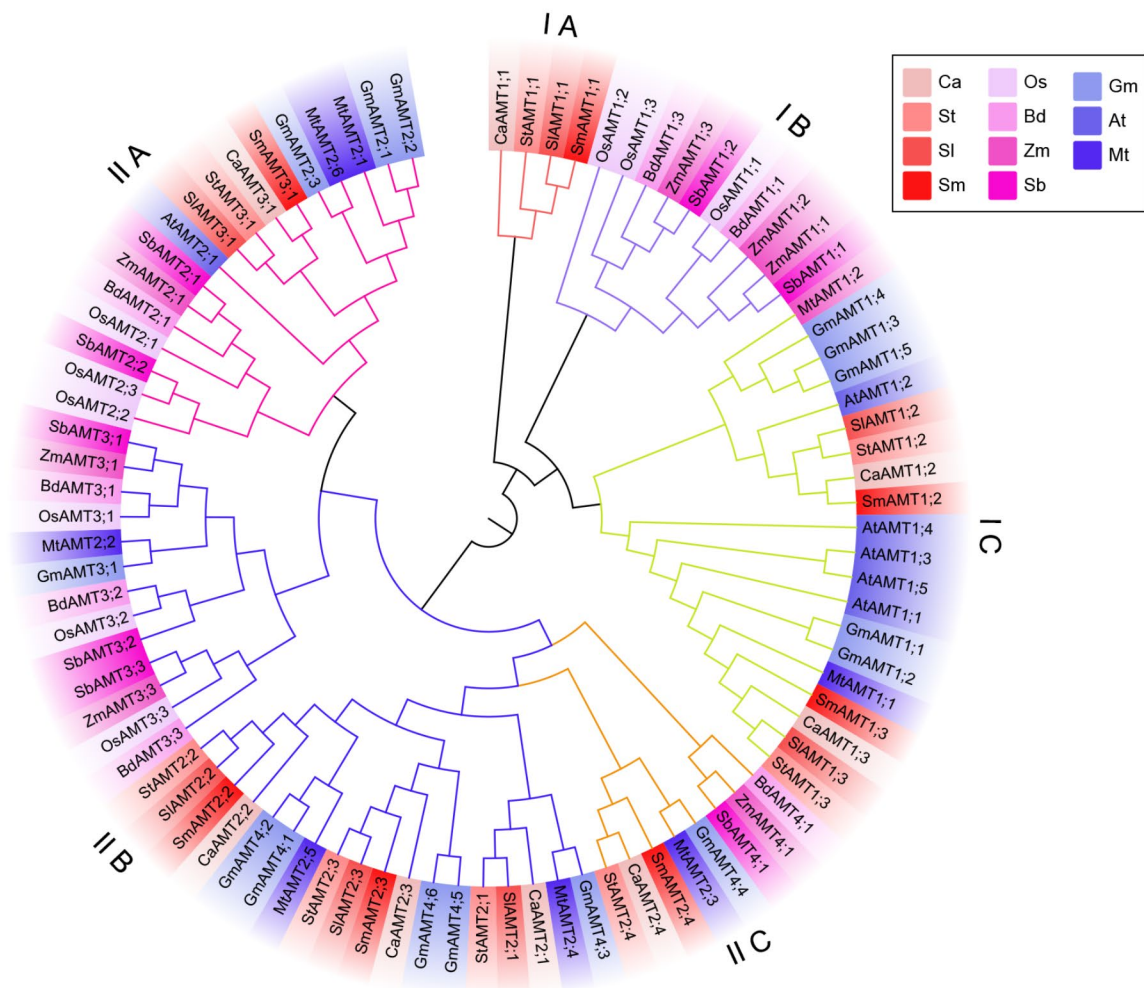 I A
CaAMT1;1
StAMT1;1
SlAMT1;1
SmAMT1;1
I B
OsAMT1;2
OsAMT1;3
BdAMT1;3
ZmAMT1;3
SbAMT1;2
OsAMT1;1
BdAMT1;1
ZmAMT1;2
ZmAMT1;1
SbAMT1;1
I C
MtAMT1;2
GmAMT1;4
GmAMT1;3
GmAMT1;5
AtAMT1;2
SlAMT1;2
StAMT1;2
CaAMT1;2
SmAMT1;2
AtAMT1;4
AtAMT1;3
AtAMT1;5
AtAMT1;1
GmAMT1;1
GmAMT1;2
MtAMT1;1
SmAMT1;3
CaAMT1;3
SlAMT1;3
StAMT1;3
II C
BdAMT4;1
ZmAMT4;1
SbAMT4;1
GmAMT4;4
MtAMT2;3
SmAMT2;4
CaAMT2;4
StAMT2;4
II B
GmAMT4;3
MtAMT2;4
CaAMT2;1
SlAMT2;1
StAMT2;1
GmAMT4;5
GmAMT4;6
CaAMT2;3
SmAMT2;3
SlAMT2;3
StAMT2;3
MtAMT2;5
GmAMT4;1
GmAMT4;2
CaAMT2;2
SmAMT2;2
SlAMT2;2
StAMT2;2
BdAMT3;3
OsAMT3;3
ZmAMT3;3
SbAMT3;3
SbAMT3;2
OsAMT3;2
BdAMT3;2
GmAMT3;1
MtAMT2;2
OsAMT3;1
BdAMT3;1
ZmAMT3;1
SbAMT3;1
II A
OsAMT2;2
OsAMT2;3
SbAMT2;2
OsAMT2;1
BdAMT2;1
ZmAMT2;1
SbAMT2;1
AtAMT2;1
SlAMT3;1
SlAMT3;1
CaAMT3;1
SmAMT3;1
GmAMT2;3
MtAMT2;6
MtAMT2;1
GmAMT2;1
GmAMT2;2
Ca
St
Sl
Sm
Os
Bd
Zm
Sb
Gm
At
Mt